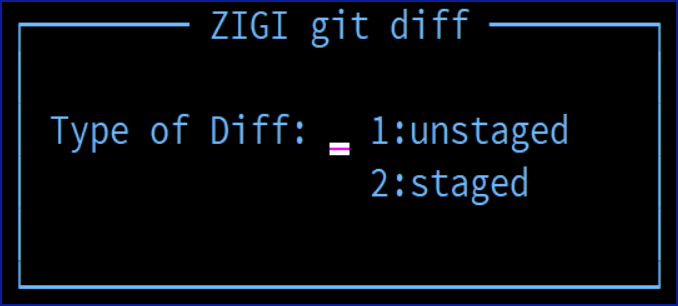 ZIGI git diff
Type of Diff: _ 1:unstaged
2:staged